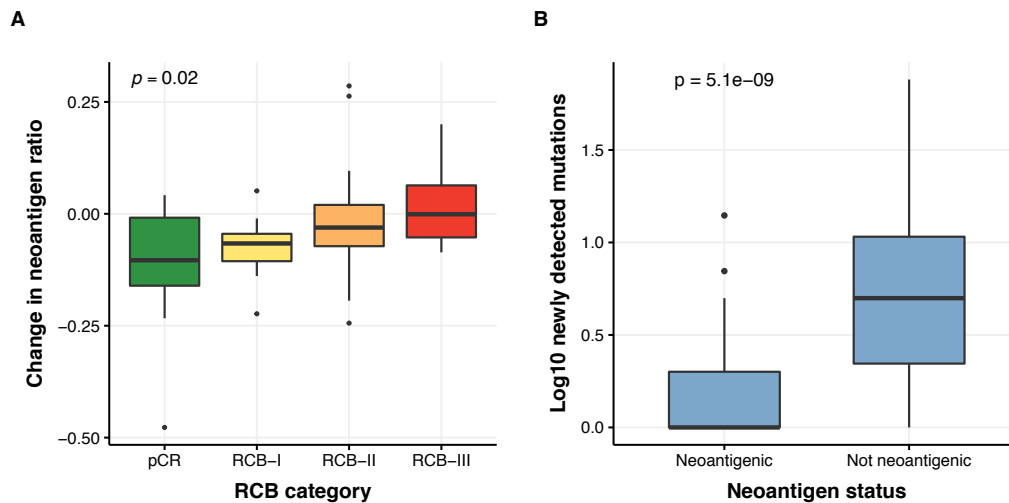 A
p = 0.02
Change in neoantigen ratio
0.25
0.00
−0.25
−0.50
pCR
RCB−I
RCB−II
RCB−III
RCB category
B
p = 5.1e−09
Log10 newly detected mutations
1.5
1.0
0.5
0.0
Neoantigenic
Not neoantigenic
Neoantigen status